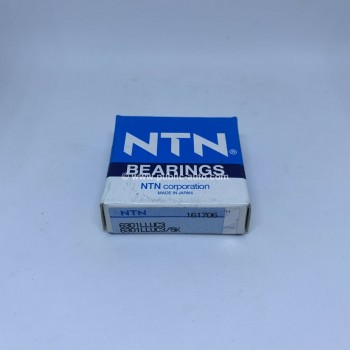 NTN®
BEARINGS
NTN corporation
MADE IN JAPAN
NTN 161706
6301LLUC3
6301LLUC3/5K